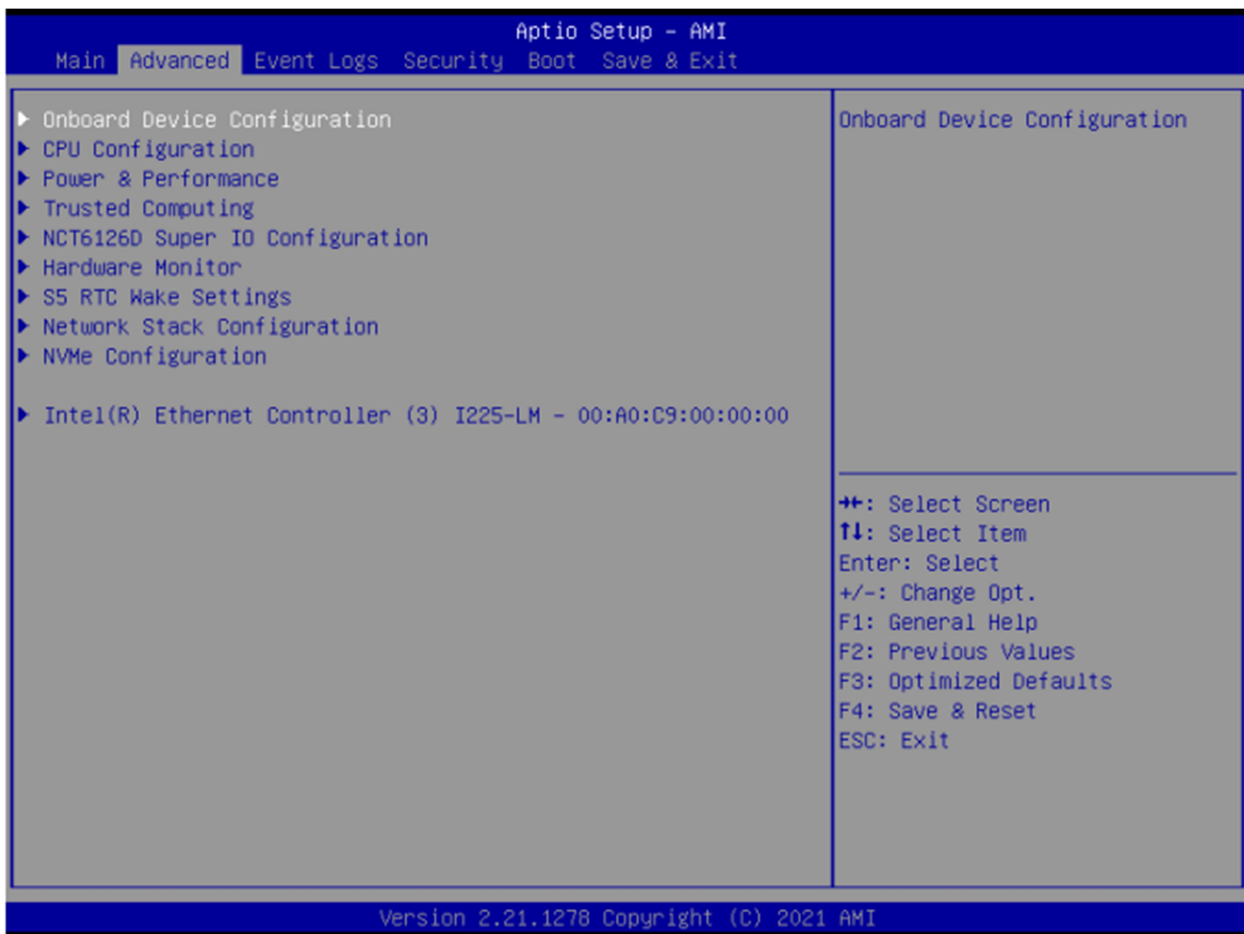 Aptio Setup - AMI
Main Advanced Event Logs Security Boot Save & Exit
▶ Onboard Device Configuration
▶ CPU Configuration
▶ Power & Performance
▶ Trusted Computing
▶ NCT6126D Super IO Configuration
▶ Hardware Monitor
▶ S5 RTC Wake Settings
▶ Network Stack Configuration
▶ NVMe Configuration
▶ Intel(R) Ethernet Controller (3) I225-LM - 00:A0:C9:00:00:00
Onboard Device Configuration
→←: Select Screen
↑↓: Select Item
Enter: Select
+/-: Change Opt.
F1: General Help
F2: Previous Values
F3: Optimized Defaults
F4: Save & Reset
ESC: Exit
Version 2.21.1278 Copyright (C) 2021 AMI